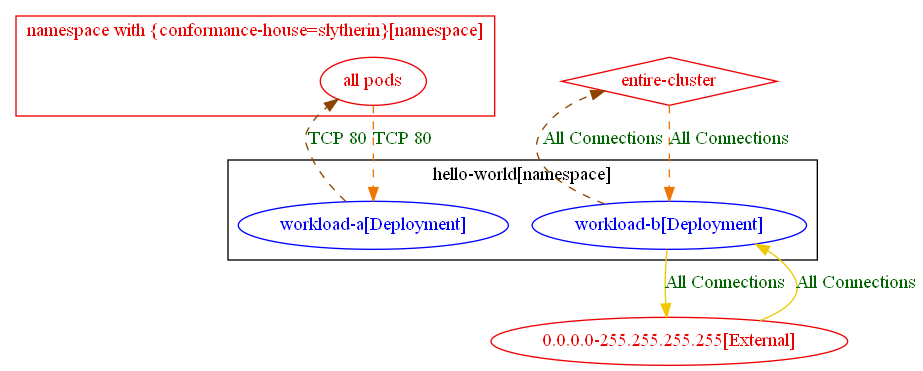 namespace with {conformance-house=slytherin}[namespace]
all pods
entire-cluster
TCP 80
TCP 80
All Connections
All Connections
hello-world[namespace]
workload-a[Deployment]
workload-b[Deployment]
All Connections
All Connections
0.0.0.0-255.255.255.255[External]